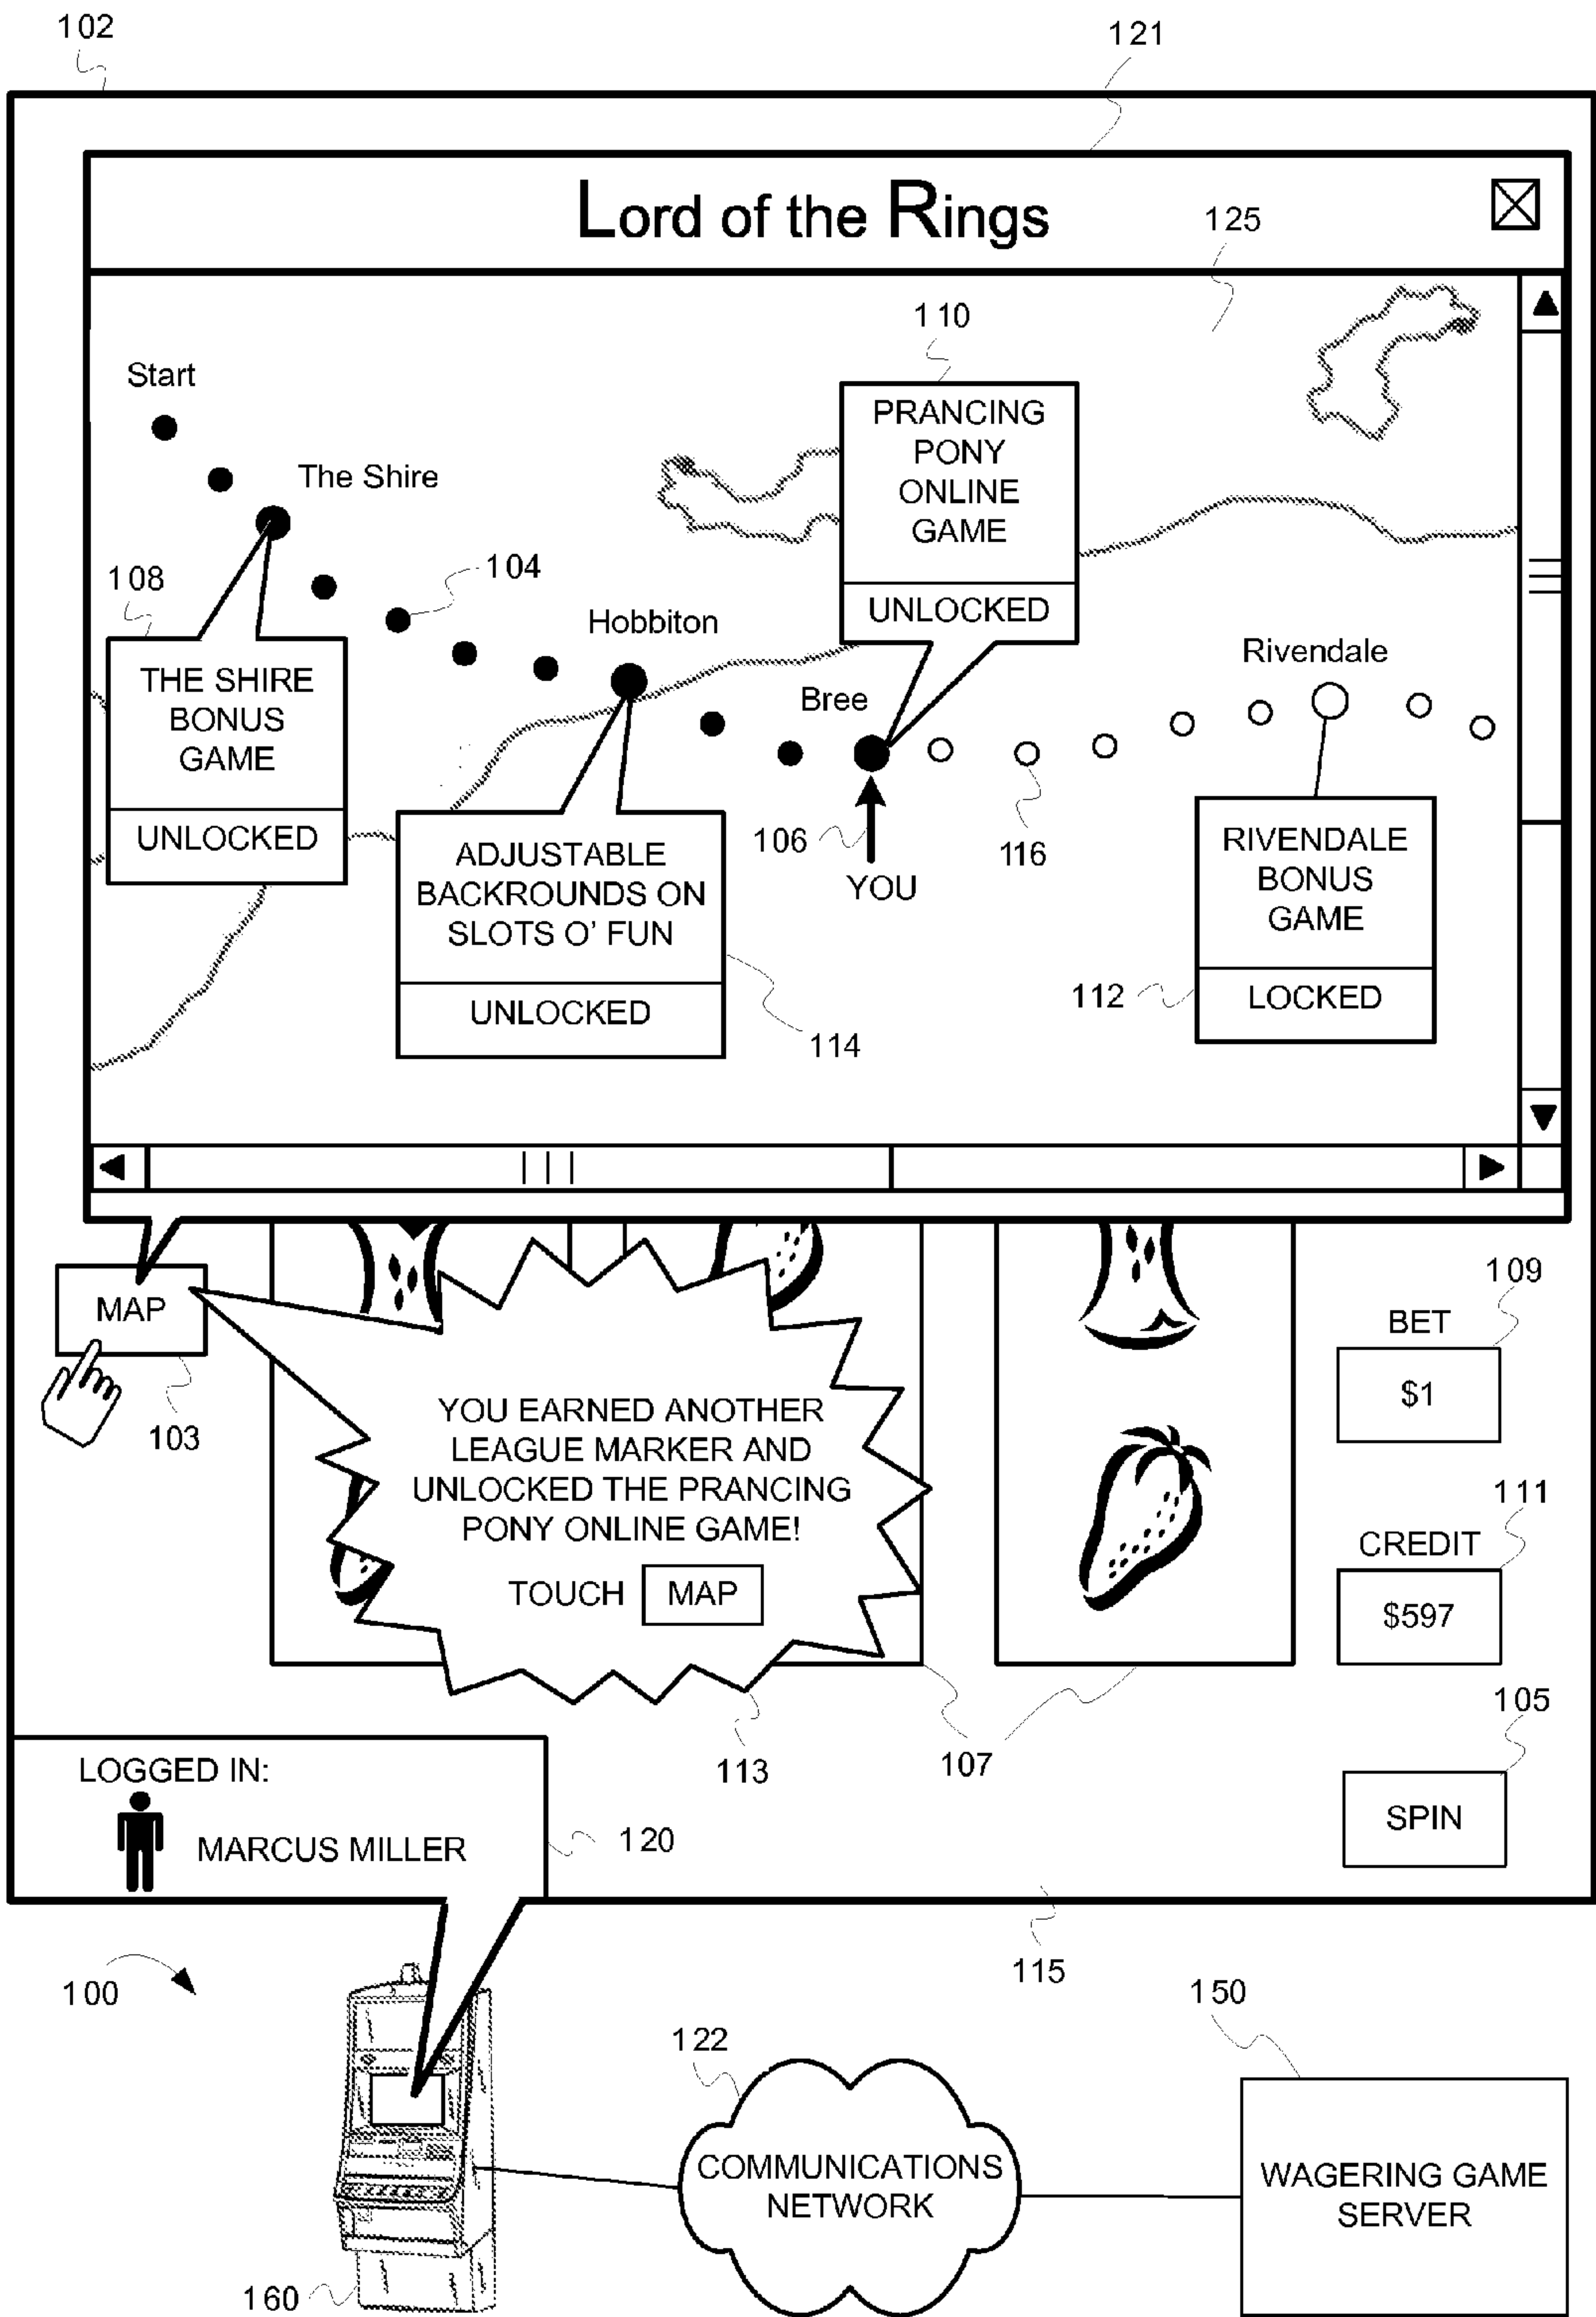 102
121
Lord of the Rings
125
110
Start
PRANCING
PONY
ONLINE
GAME
UNLOCKED
The Shire
104
108
Hobbiton
THE SHIRE
BONUS
GAME
UNLOCKED
Bree
Rivendale
106
YOU
116
ADJUSTABLE
BACKROUNDS ON
SLOTS O' FUN
UNLOCKED
114
RIVENDALE
BONUS
GAME
LOCKED
112
MAP
103
109
BET
$1
YOU EARNED ANOTHER
LEAGUE MARKER AND
UNLOCKED THE PRANCING
PONY ONLINE GAME!
TOUCH MAP
111
CREDIT
$597
105
SPIN
113
107
LOGGED IN:
MARCUS MILLER
120
115
100
150
122
COMMUNICATIONS
NETWORK
WAGERING GAME
SERVER
160